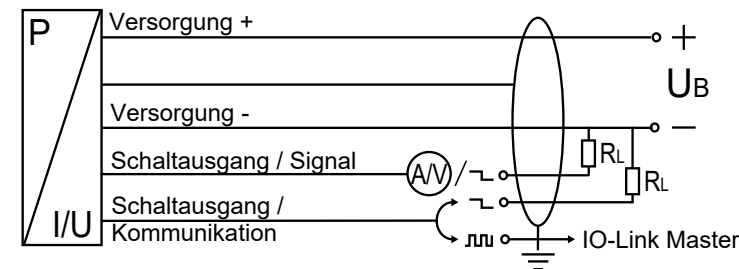 P
I/U
Versorgung +
Versorgung -
Schaltausgang / Signal
Schaltausgang /
Kommunikation
A/V
/
+
UB
−
RL
RL
IO-Link Master